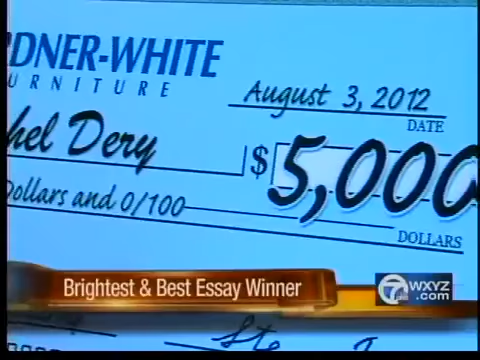 DNER-WHITE
URNITURE
August 3, 2012
DATE
hel Dery
$ 5,000
Dollars and 0/100
DOLLARS
Brightest & Best Essay Winner
7 abc WXYZ
.com